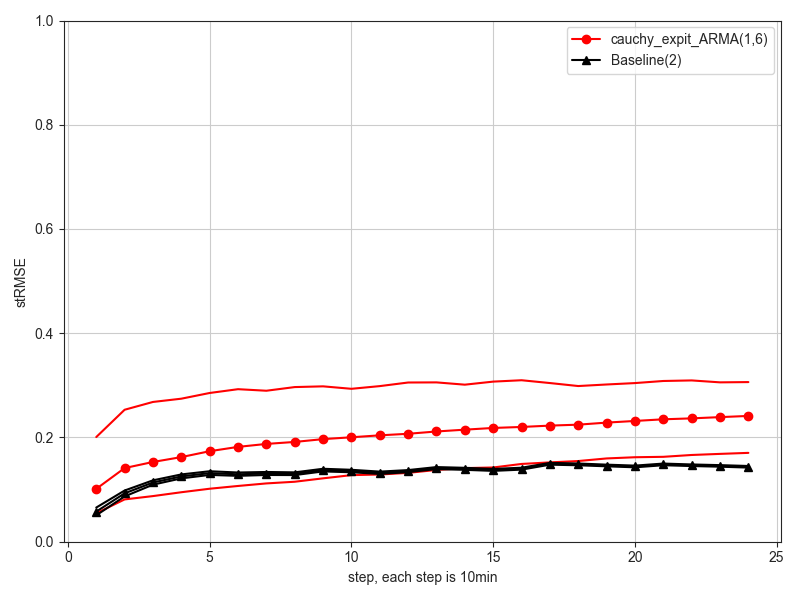 1.0
0.8
0.6
0.4
0.2
0.0
stRMSE
cauchy_expit_ARMA(1,6)
Baseline(2)
0 5 10 15 20 25
step, each step is 10min